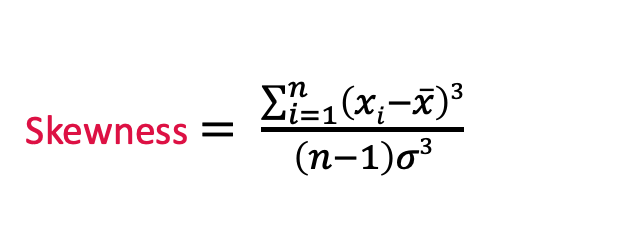 Skewness = \frac{\sum_{i=1}^{n}(x_i - \bar{x})^3}{(n-1)\sigma^3}